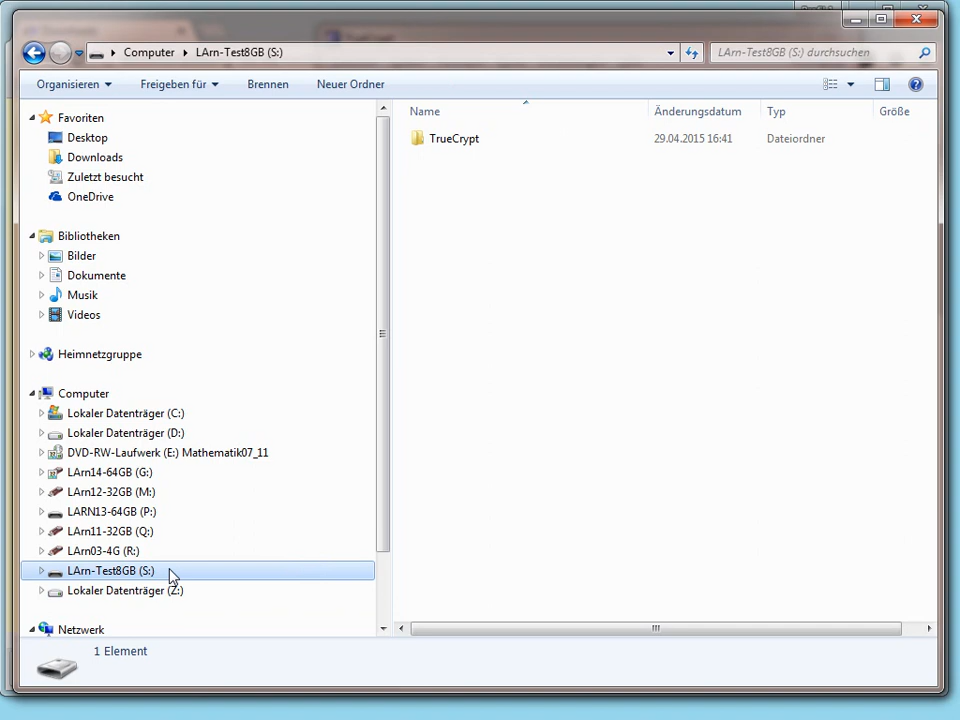 Computer LArn-Test8GB (S:) LArn-Test8GB (S:) durchsuchen
Organisieren Freigeben für Brennen Neuer Ordner
Name Änderungsdatum Typ Größe
TrueCrypt 29.04.2015 16:41 Dateiordner
Favoriten
Desktop
Downloads
Zuletzt besucht
OneDrive
Bibliotheken
Bilder
Dokumente
Musik
Videos
Heimnetzgruppe
Computer
Lokaler Datenträger (C:)
Lokaler Datenträger (D:)
DVD-RW-Laufwerk (E:) Mathematik07_11
LArn14-64GB (G:)
LArn12-32GB (M:)
LARN13-64GB (P:)
LArn11-32GB (Q:)
LArn03-4G (R:)
LArn-Test8GB (S:)
Lokaler Datenträger (Z:)
Netzwerk
1 Element